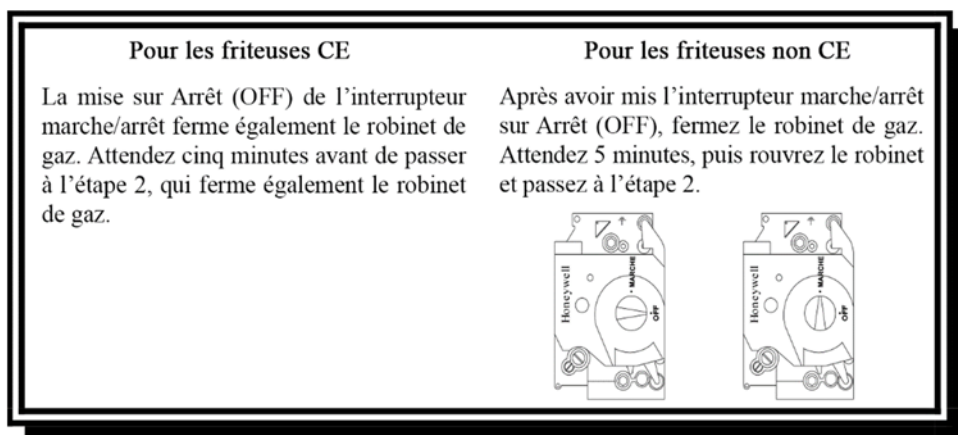 Pour les friteuses CE
La mise sur Arrêt (OFF) de l’interrupteur
marche/arrêt ferme également le robinet de
gaz. Attendez cinq minutes avant de passer
à l’étape 2, qui ferme également le robinet
de gaz.
Pour les friteuses non CE
Après avoir mis l’interrupteur marche/arrêt
sur Arrêt (OFF), fermez le robinet de gaz.
Attendez 5 minutes, puis rouvrez le robinet
et passez à l’étape 2.
Honeywell
MARCHE
OFF
Honeywell
MARCHE
OFF